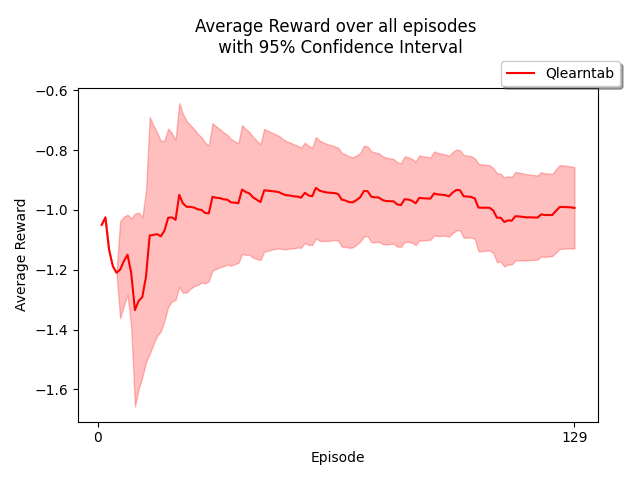 Average Reward over all episodes
with 95% Confidence Interval
Qlearntab
−0.6
−0.8
−1.0
−1.2
−1.4
−1.6
Average Reward
0
129
Episode